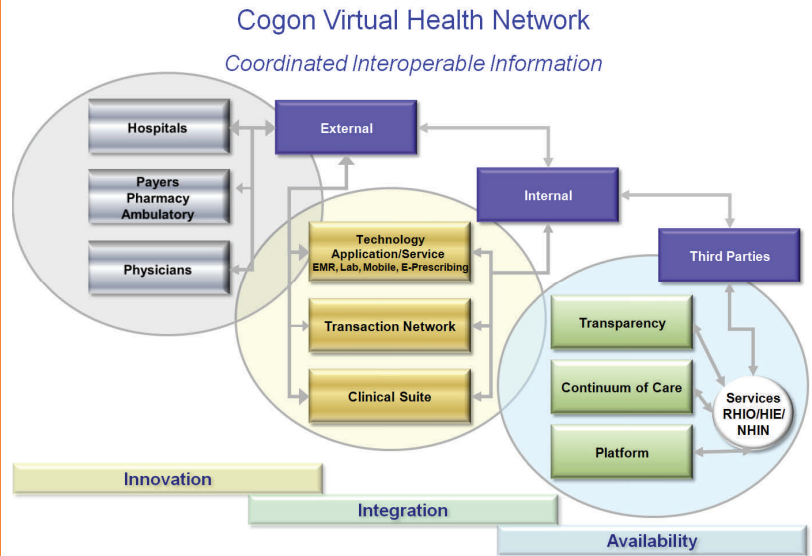 Cogon Virtual Health Network
Coordinated Interoperable Information
Hospitals
External
Payers
Pharmacy
Ambulatory
Internal
Physicians
Technology
Application/Service
EMR, Lab, Mobile, E-Prescribing
Third Parties
Transaction Network
Transparency
Clinical Suite
Continuum of Care
Services
RHIO/HIE/
NHIN
Platform
Innovation
Integration
Availability